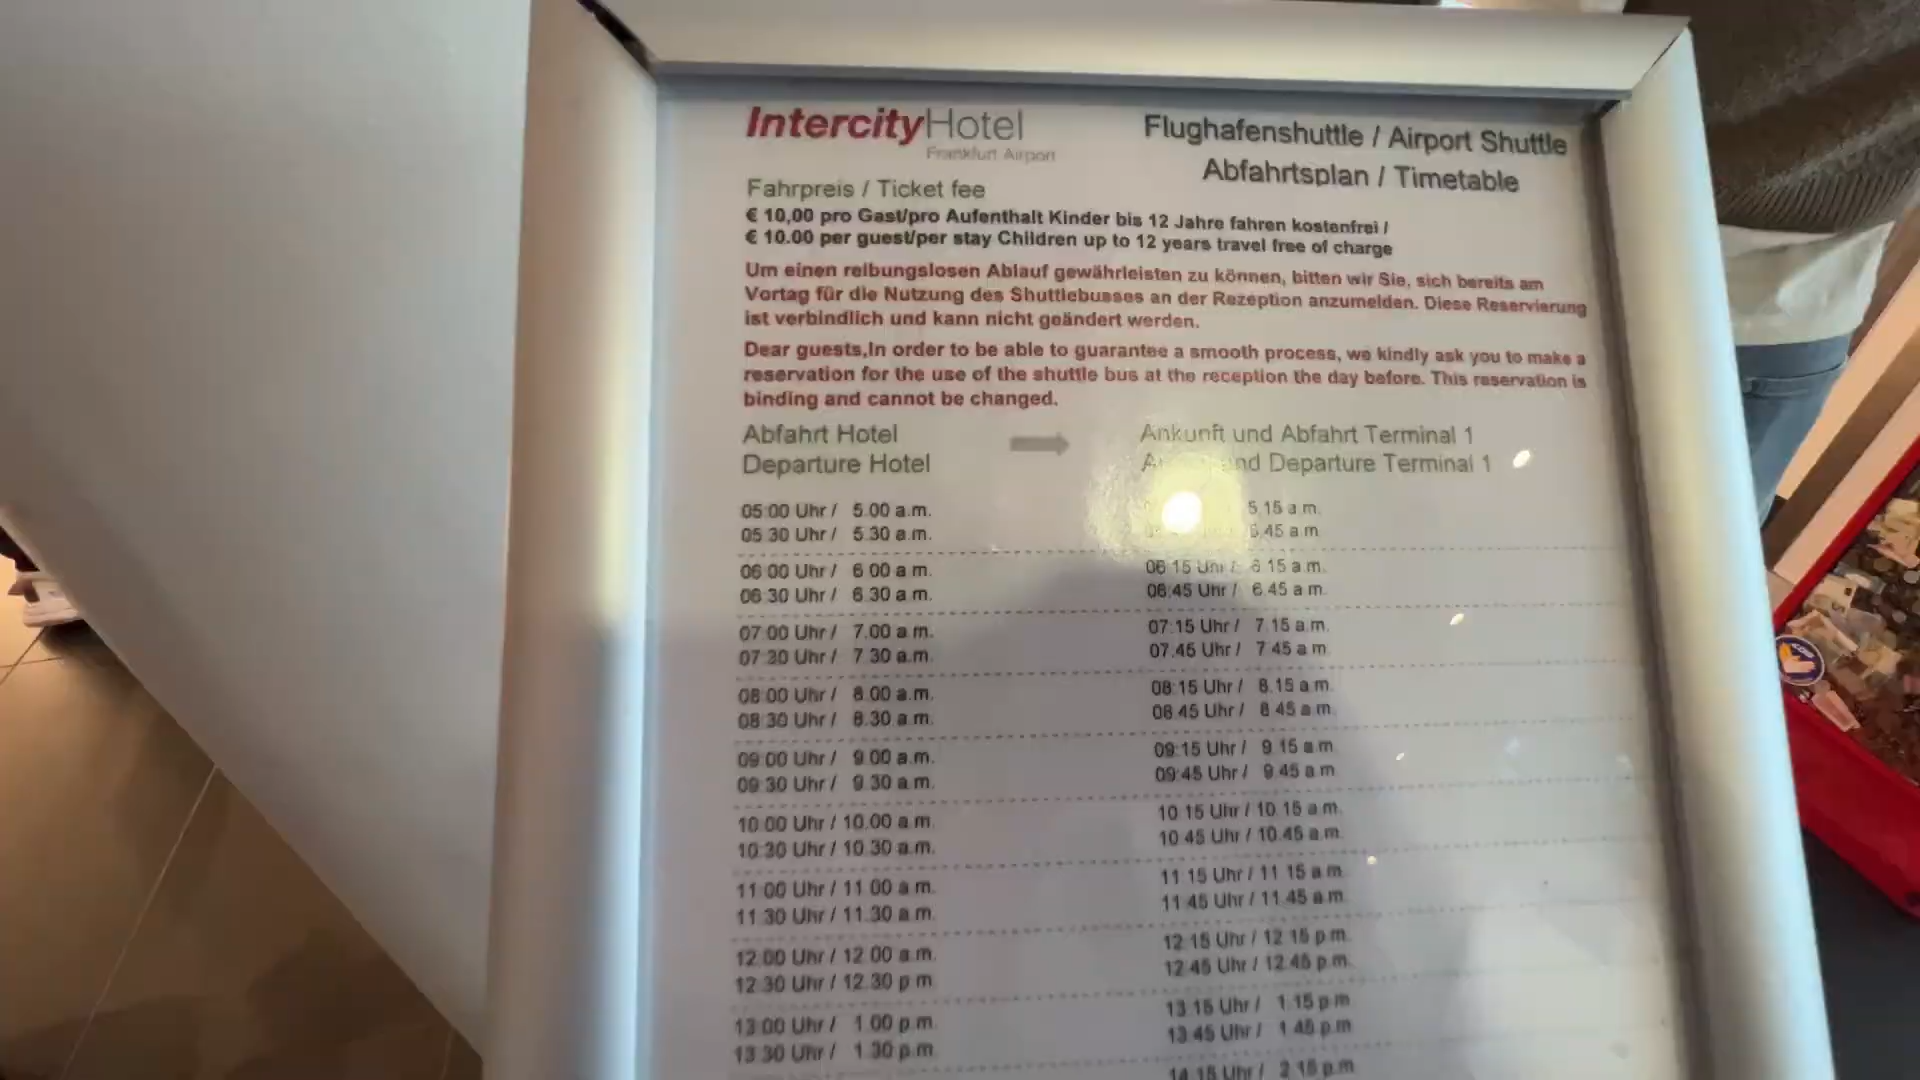 IntercityHotel
Frankfurt Airport
Flughafenshuttle / Airport Shuttle
Abfahrtsplan / Timetable
Fahrpreis / Ticket fee
€ 10,00 pro Gast/pro Aufenthalt Kinder bis 12 Jahre fahren kostenfrei /
€ 10.00 per guest/per stay Children up to 12 years travel free of charge
Um einen reibungslosen Ablauf gewährleisten zu können, bitten wir Sie, sich bereits am
Vortag für die Nutzung des Shuttlebusses an der Rezeption anzumelden. Diese Reservierung
ist verbindlich und kann nicht geändert werden.
Dear guests,In order to be able to guarantee a smooth process, we kindly ask you to make a
reservation for the use of the shuttle bus at the reception the day before. This reservation is
binding and cannot be changed.
Abfahrt Hotel
Departure Hotel
Ankunft und Abfahrt Terminal 1
and Departure Terminal 1
05:00 Uhr / 5.00 a.m. 5.15 a.m.
05:30 Uhr / 5.30 a.m. 5.45 a.m.
06:00 Uhr / 6.00 a.m. 06:15 Uhr / 6.15 a.m.
06:30 Uhr / 6.30 a.m. 06:45 Uhr / 6.45 a.m.
07:00 Uhr / 7.00 a.m. 07:15 Uhr / 7.15 a.m.
07:30 Uhr / 7.30 a.m. 07:45 Uhr / 7.45 a.m.
08:00 Uhr / 8.00 a.m. 08:15 Uhr / 8.15 a.m.
08:30 Uhr / 8.30 a.m. 08:45 Uhr / 8.45 a.m.
09:00 Uhr / 9.00 a.m. 09:15 Uhr / 9.15 a.m.
09:30 Uhr / 9.30 a.m. 09:45 Uhr / 9.45 a.m.
10:00 Uhr / 10.00 a.m. 10:15 Uhr / 10.15 a.m.
10:30 Uhr / 10.30 a.m. 10:45 Uhr / 10.45 a.m.
11:00 Uhr / 11.00 a.m. 11:15 Uhr / 11.15 a.m.
11:30 Uhr / 11.30 a.m. 11:45 Uhr / 11.45 a.m.
12:00 Uhr / 12.00 a.m. 12:15 Uhr / 12.15 p.m.
12:30 Uhr / 12.30 p.m. 12:45 Uhr / 12.45 p.m.
13:00 Uhr / 1.00 p.m. 13:15 Uhr / 1.15 p.m.
13:30 Uhr / 1.30 p.m. 13:45 Uhr / 1.45 p.m.
14:15 Uhr / 2.15 p.m.